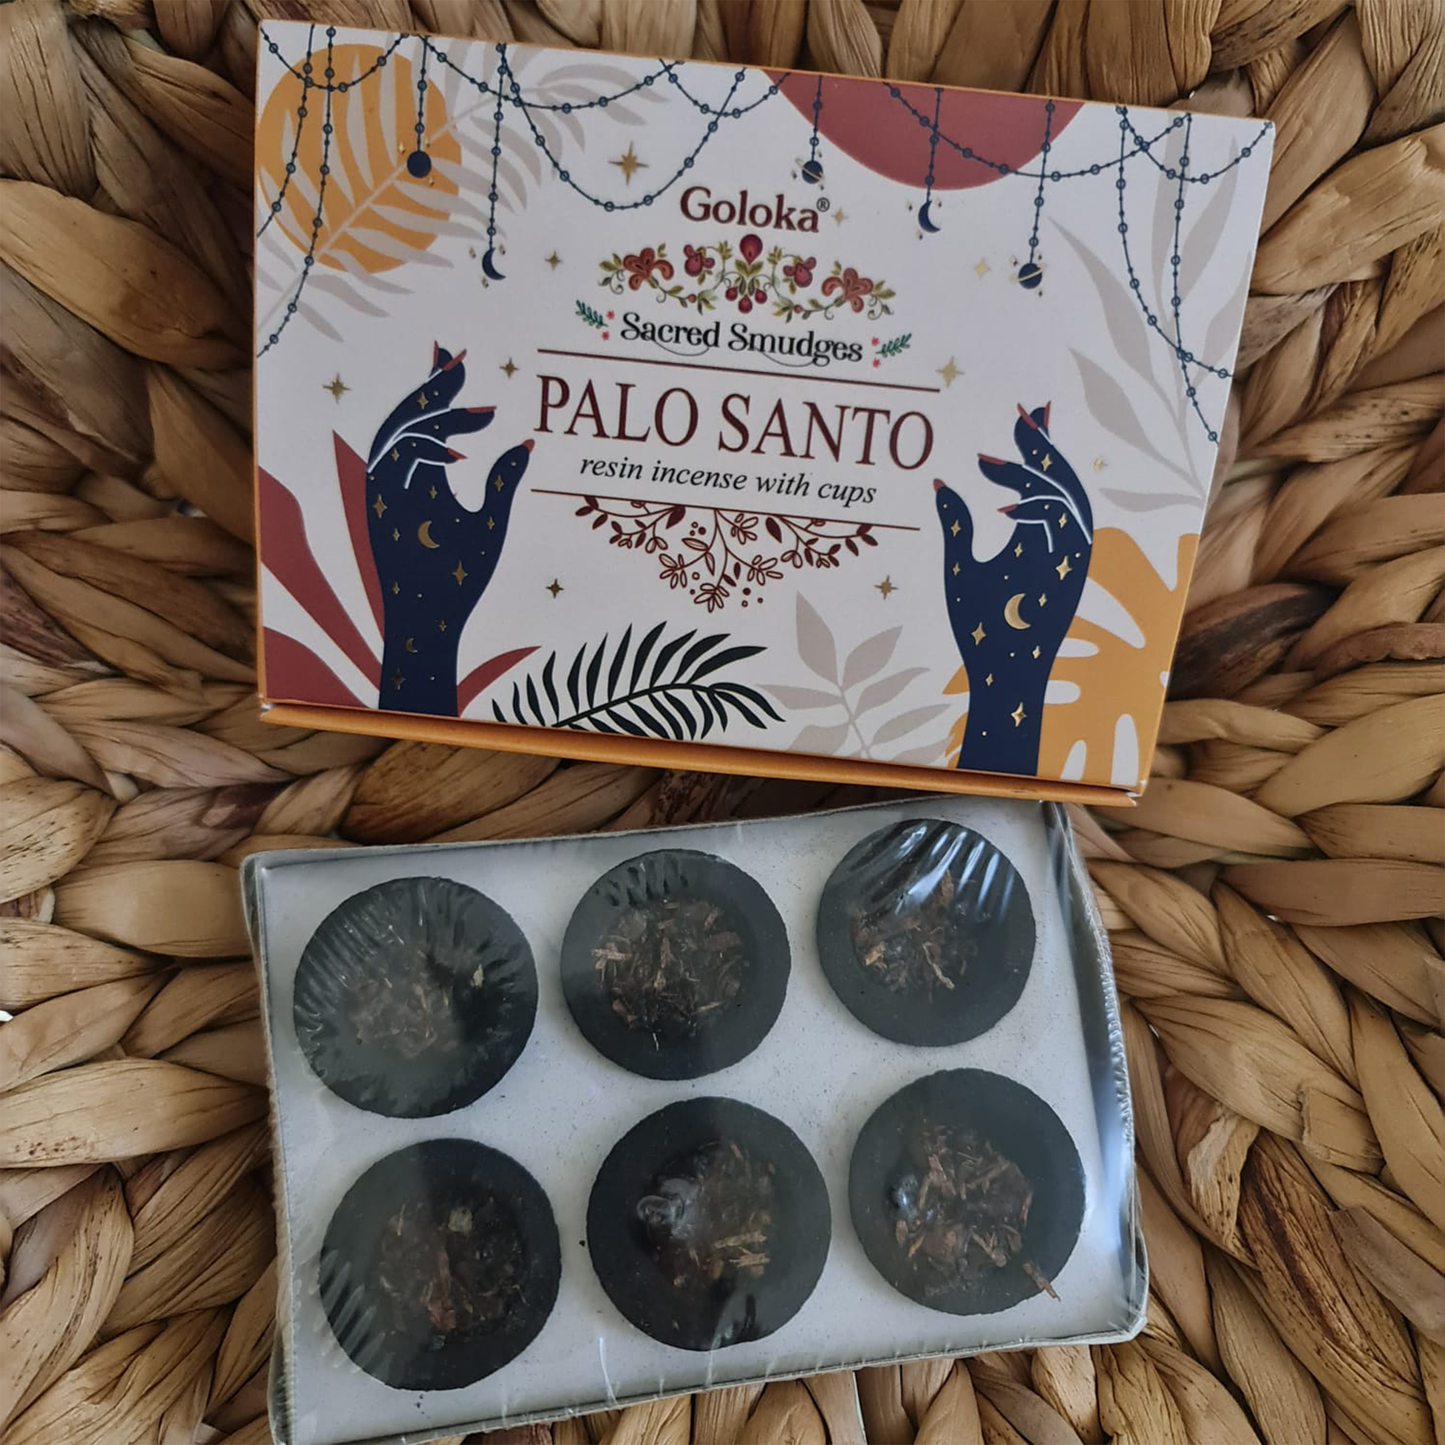 Goloka®
Sacred Smudges
PALO SANTO
resin incense with cups